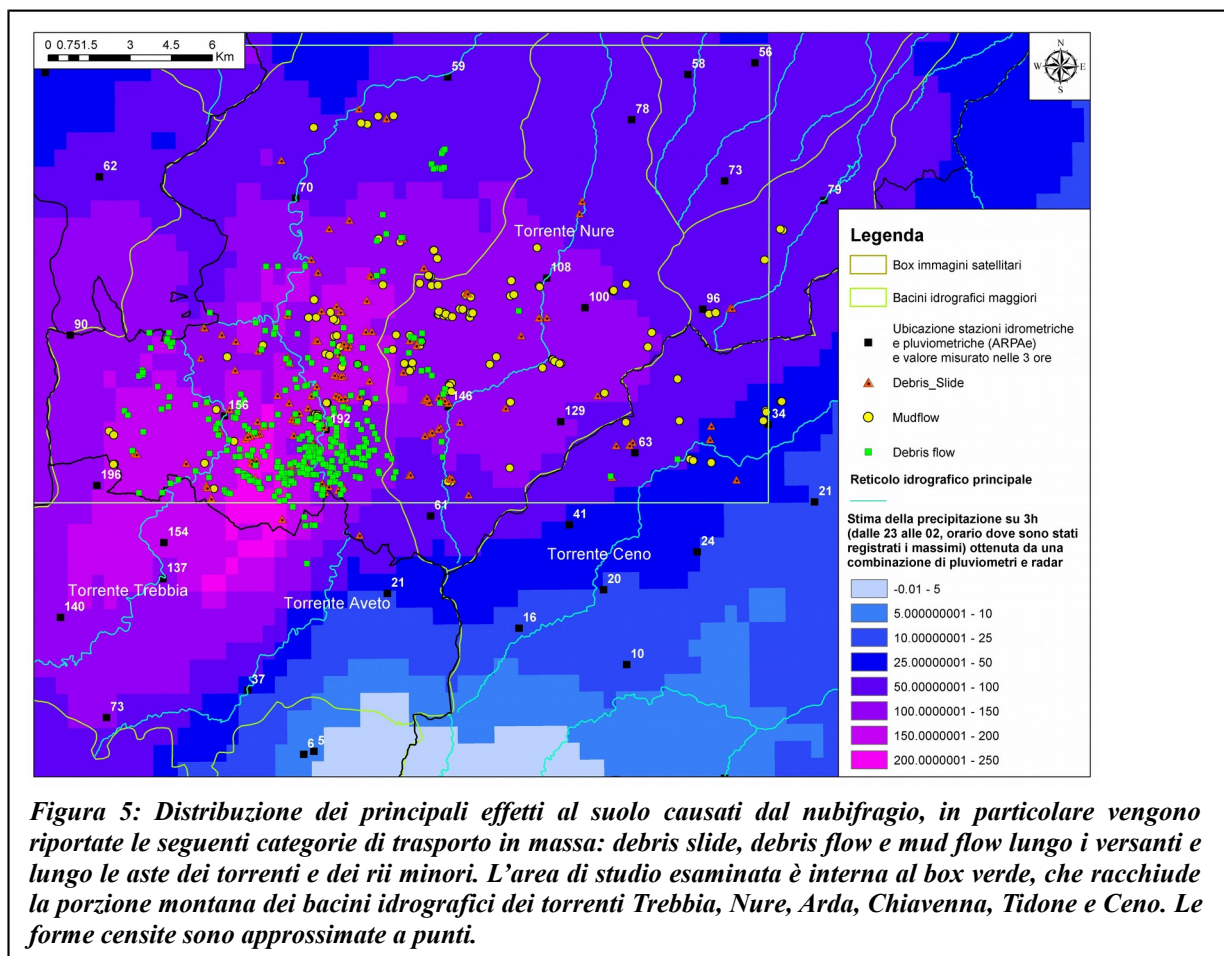 0 0.75 1.5 3 4.5 6
Km
N
W E
S
56
59
58
78
62
73
70
79
Torrente Nure
108
100
96
90
156
146
192
129
34
63
196
61
21
41
154
24
Torrente Ceno
137
21
20
Torrente Trebbia
Torrente Aveto
140
16
10
37
73
6 5
Legenda
Box immagini satellitari
Bacini idrografici maggiori
Ubicazione stazioni idrometriche
e pluviometriche (ARPAe)
e valore misurato nelle 3 ore
Debris_Slide
Mudflow
Debris flow
Reticolo idrografico principale
Stima della precipitazione su 3h
(dalle 23 alle 02, orario dove sono stati
registrati i massimi) ottenuta da una
combinazione di pluviometri e radar
-0.01 - 5
5.000000001 - 10
10.00000001 - 25
25.00000001 - 50
50.00000001 - 100
100.0000001 - 150
150.0000001 - 200
200.0000001 - 250
Figura 5: Distribuzione dei principali effetti al suolo causati dal nubifragio, in particolare vengono
riportate le seguenti categorie di trasporto in massa: debris slide, debris flow e mud flow lungo i versanti e
lungo le aste dei torrenti e dei rii minori. L'area di studio esaminata è interna al box verde, che racchiude
la porzione montana dei bacini idrografici dei torrenti Trebbia, Nure, Arda, Chiavenna, Tidone e Ceno. Le
forme censite sono approssimate a punti.